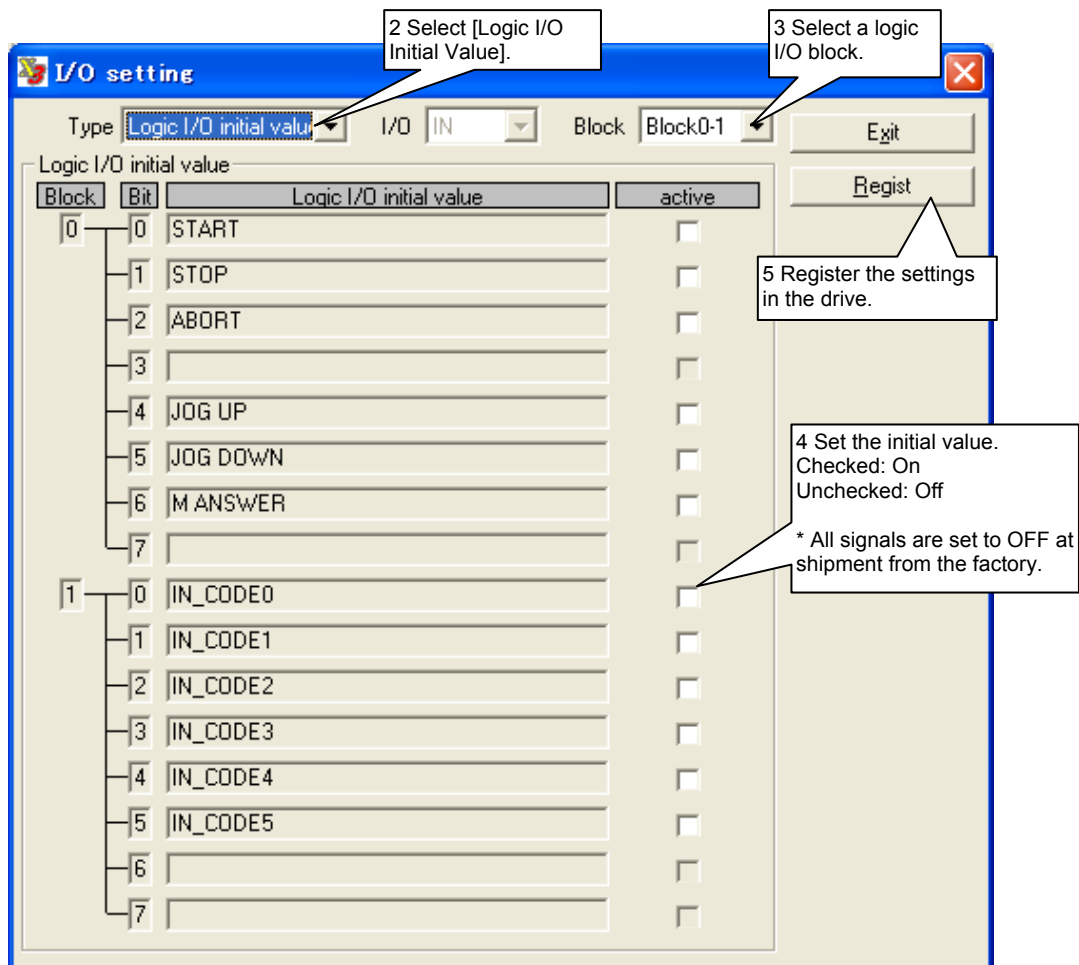 2 Select [Logic I/O
Initial Value].
3 Select a logic
I/O block.
I/O setting
Type Logic I/O initial valu I/O IN Block Block0-1
Exit
Logic I/O initial value
Regist
Block Bit Logic I/O initial value active
0 0 START
1 STOP
5 Register the settings
in the drive.
2 ABORT
3
4 JOG UP
5 JOG DOWN
6 M ANSWER
7
4 Set the initial value.
Checked: On
Unchecked: Off
* All signals are set to OFF at
shipment from the factory.
1 0 IN_CODE0
1 IN_CODE1
2 IN_CODE2
3 IN_CODE3
4 IN_CODE4
5 IN_CODE5
6
7